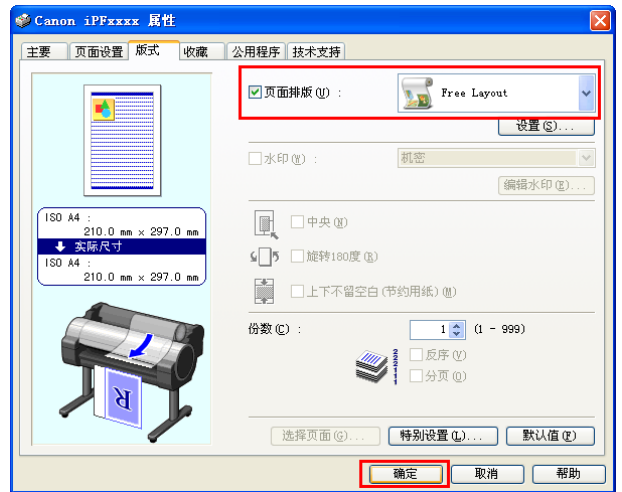 Canon iPFxxxx 属性
主要 页面设置 版式 收藏 公用程序 技术支持
页面排版(U) : Free Layout
设置(S)...
水印(W) : 机密
编辑水印(E)...
ISO A4 :
210.0 mm × 297.0 mm
实际尺寸
ISO A4 :
210.0 mm × 297.0 mm
中央(N)
旋转180度(R)
上下不留空白(节约用纸)(M)
份数(C) : 1 (1 - 999)
反序(V)
分页(O)
R
选择页面(G)... 特别设置(L)... 默认值(F)
确定 取消 帮助